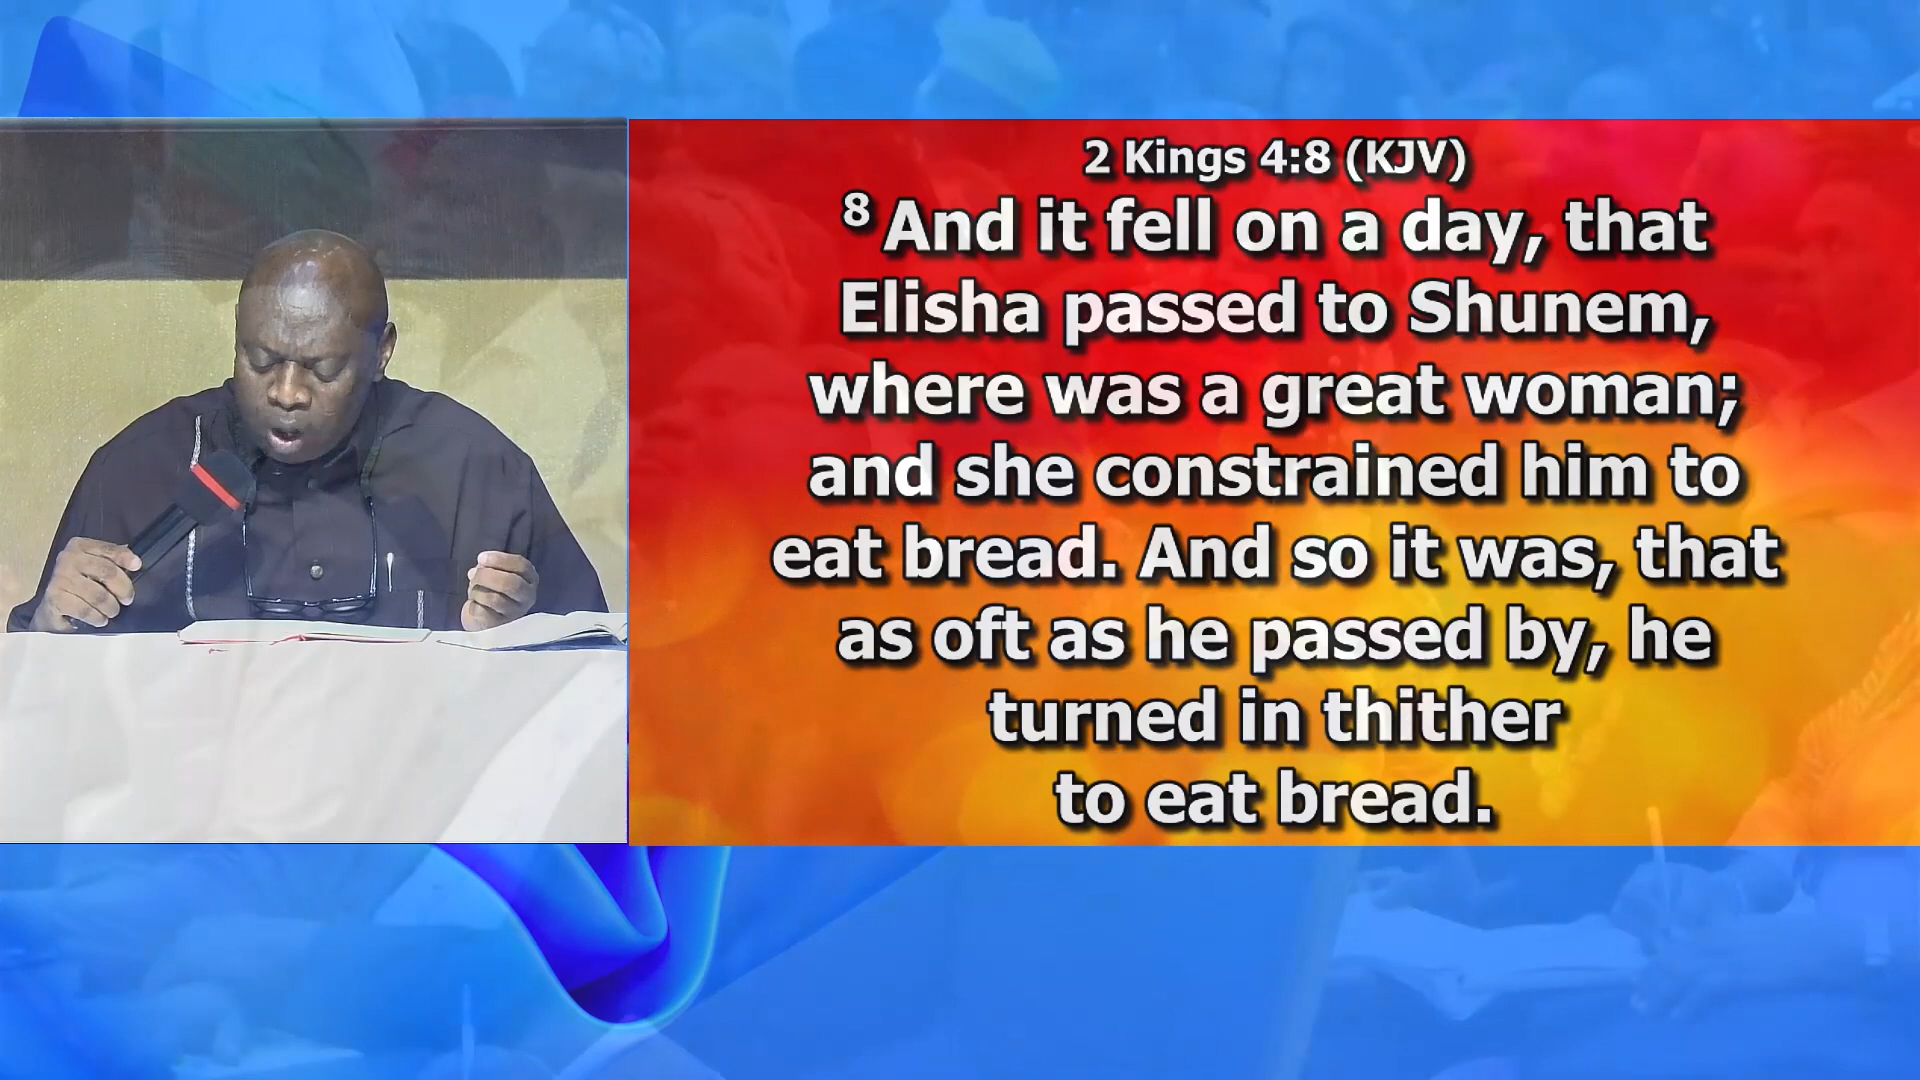 2 Kings 4:8 (KJV)
8 And it fell on a day, that
Elisha passed to Shunem,
where was a great woman;
and she constrained him to
eat bread. And so it was, that
as oft as he passed by, he
turned in thither
to eat bread.